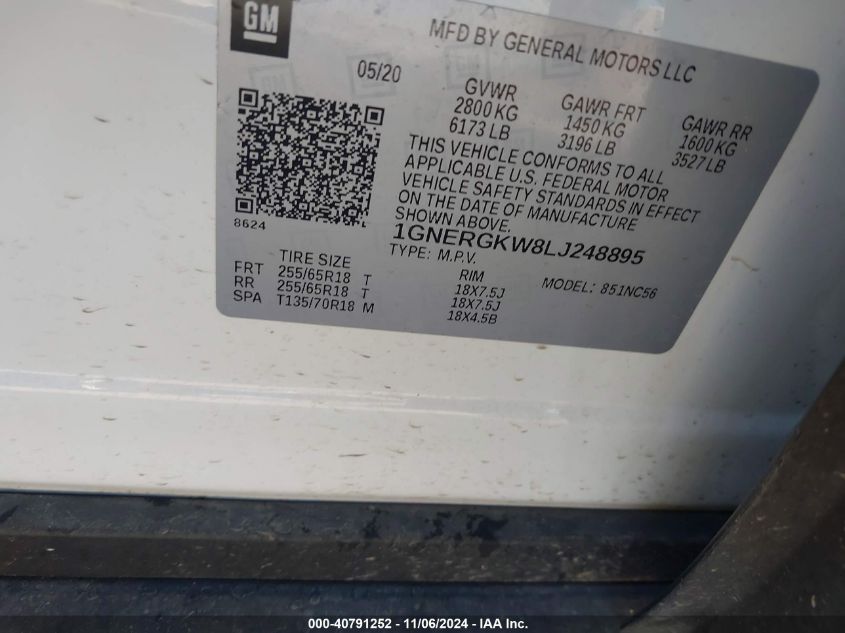 GM
MFD BY GENERAL MOTORS LLC
05/20
GVWR
2800 KG
6173 LB
GAWR FRT
1450 KG
3196 LB
GAWR RR
1600 KG
3527 LB
THIS VEHICLE CONFORMS TO ALL
APPLICABLE U.S. FEDERAL MOTOR
VEHICLE SAFETY STANDARDS IN EFFECT
ON THE DATE OF MANUFACTURE
SHOWN ABOVE.
8624
1GNERGKW8LJ248895
TYPE: M.P.V.
MODEL: 851NC56
TIRE SIZE RIM
FRT 255/65R18 T 18X7.5J
RR 255/65R18 T 18X7.5J
SPA T135/70R18 M 18X4.5B
000-40791252 - 11/06/2024 - IAA Inc.